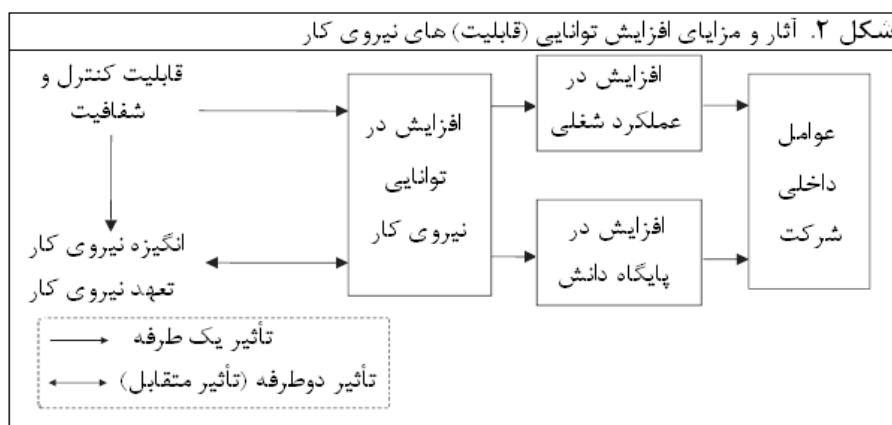 شکل ۲. آثار و مزایای افزایش توانایی (قابلیت) های نیروی کار
قابلیت کنترل و
شفافیت
انگیزه نیروی کار
تعهد نیروی کار
افزایش در
توانایی
نیروی کار
افزایش در
عملکرد شغلی
افزایش در
پایگاه دانش
عوامل
داخلی
شرکت
تأثیر یک طرفه
تأثیر دوطرفه (تأثیر متقابل)